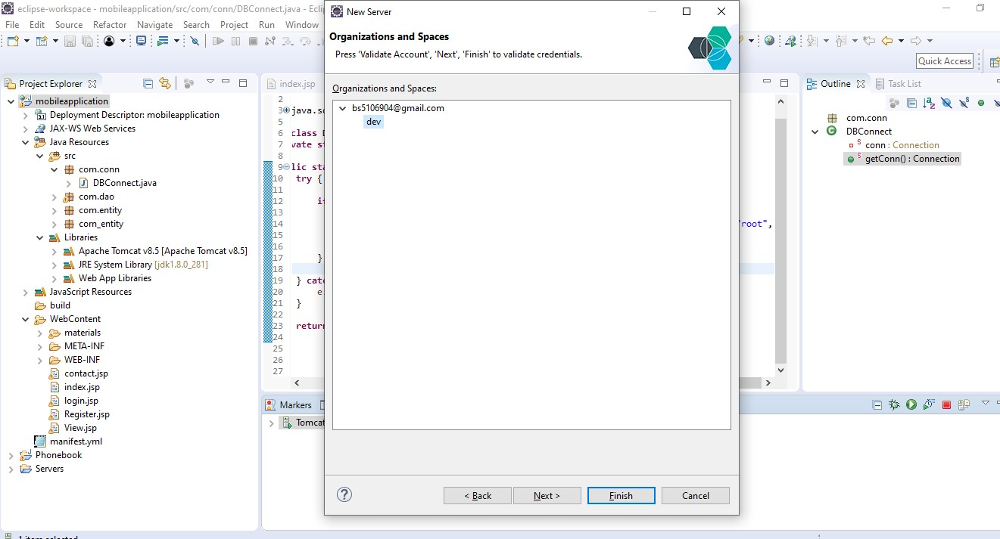 eclipse-workspace - mobileapplication/src/com/conn/DBConnect.java - Ecli
File Edit Source Refactor Navigate Search Project Run Window
Quick Access
Project Explorer
mobileapplication
Deployment Descriptor: mobileapplication
JAX-WS Web Services
Java Resources
src
com.conn
DBConnect.java
com.dao
com.entity
corn_entity
Libraries
Apache Tomcat v8.5 [Apache Tomcat v8.5]
JRE System Library [jdk1.8.0_281]
Web App Libraries
JavaScript Resources
build
WebContent
materials
META-INF
WEB-INF
contact.jsp
index.jsp
login.jsp
Register.jsp
View.jsp
manifest.yml
Phonebook
Servers
1 item selected
index.jsp
2
3 java.s
5
6 class
7 vate st
8
9 lic sta
10 try {
11
12 i
13
14 "root",
15
16
17 }
18
19 } catc
20 e
21 }
22
23 return
24
25
26
27
Markers
Tomcat
New Server
Organizations and Spaces
Press 'Validate Account', 'Next', 'Finish' to validate credentials.
Organizations and Spaces:
bs5106904@gmail.com
dev
< Back Next > Finish Cancel
Outline Task List
com.conn
DBConnect
conn : Connection
getConn() : Connection